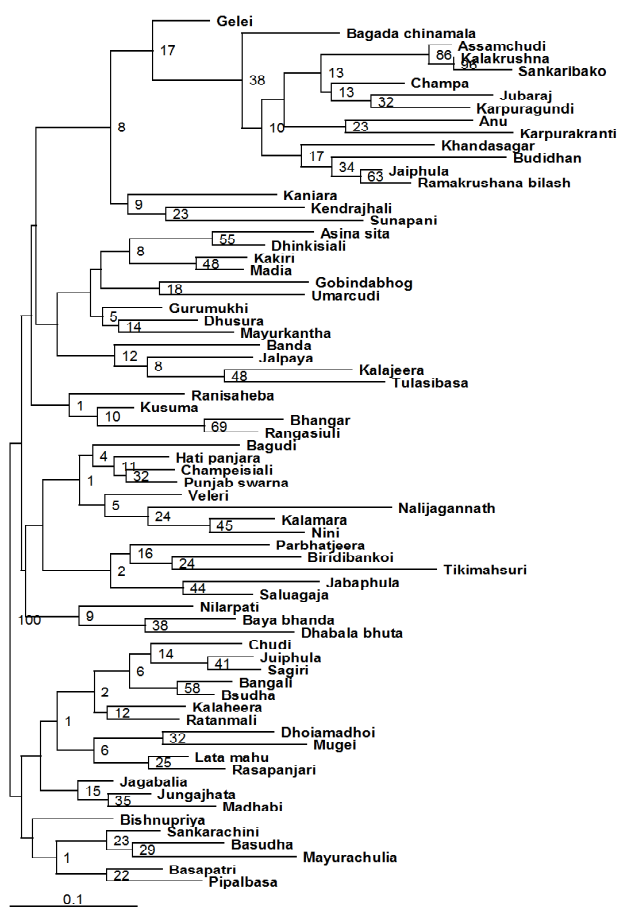 Gelei
17
Bagada chinamala
Assamchudi
86
Kalakrushna
96
38
13
Sankaribako
Champa
13
Jubaraj
32
Karpuragundi
8
10
Anu
23
Karpurakranti
Khandasagar
17
Budidhan
34
Jaiphula
63
Ramakrushana bilash
Kaniara
9
Kendrajhali
23
Sunapani
Asina sita
55
8
Dhinkisiali
Kakiri
48
Madia
Gobindabhog
18
Umarcudi
Gurumukhi
5
Dhusura
14
Mayurkantha
Banda
12
Jalpaya
8
Kalajeera
48
Tulasibasa
Ranisaheba
1
Kusuma
10
Bhangar
69
Rangasiuli
Bagudi
4
Hati panjara
11
Champeisiali
32
1
Punjab swarna
Veleri
5
Nalijagannath
24
Kalamara
45
Nini
Parbhatjeera
16
Biridibankoi
24
Tikimahsuri
2
Jabaphula
44
Saluagaja
Nilarpati
100
9
Baya bhanda
38
Dhabala bhuta
Chudi
14
Juiphula
41
6
Sagiri
Bangali
2
58
Bsudha
Kalaheera
12
Ratanmali
1
Dhoiamadhoi
32
Mugei
6
Lata mahu
25
Rasapanjari
Jagabalia
15
Jungajhata
35
Madhabi
Bishnupriya
Sankarachini
23
Basudha
29
1
Mayurachulia
Basapatri
22
Pipalbasa
0.1